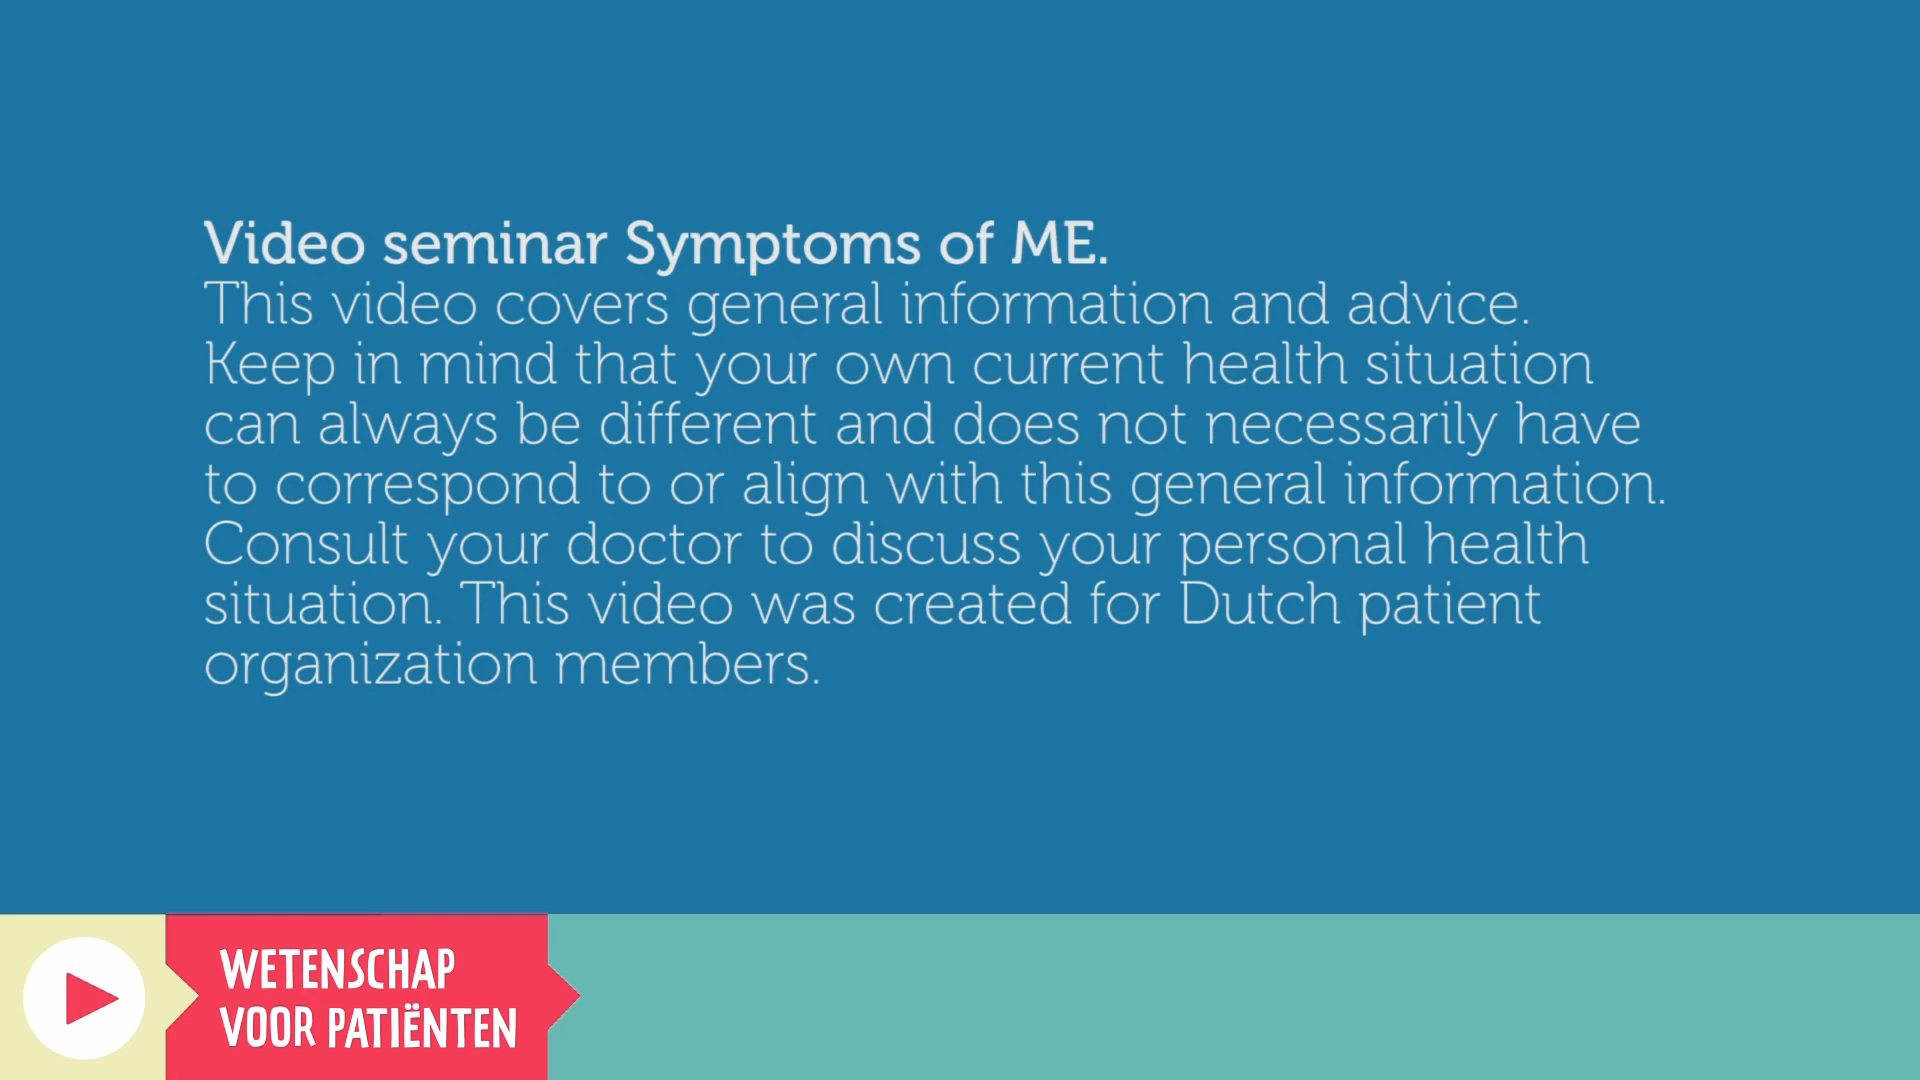 Video seminar Symptoms of ME.
This video covers general information and advice.
Keep in mind that your own current health situation
can always be different and does not necessarily have
to correspond to or align with this general information.
Consult your doctor to discuss your personal health
situation. This video was created for Dutch patient
organization members.
WETENSCHAP
VOOR PATIËNTEN